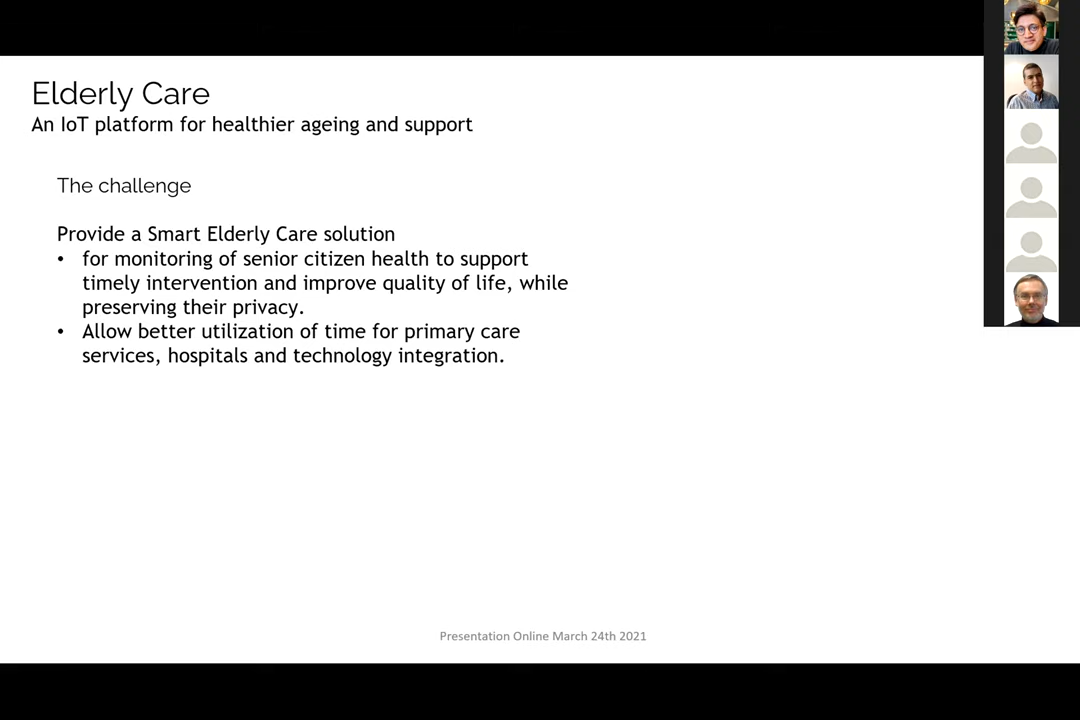 Elderly Care
An IoT platform for healthier ageing and support
The challenge
Provide a Smart Elderly Care solution
• for monitoring of senior citizen health to support
timely intervention and improve quality of life, while
preserving their privacy.
• Allow better utilization of time for primary care
services, hospitals and technology integration.
Presentation Online March 24th 2021